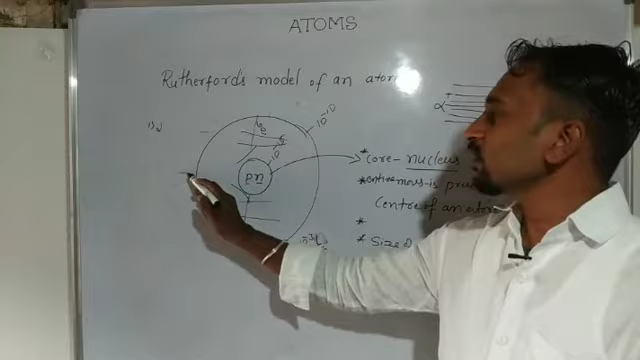 ATOMS
Rutherford's model of an atom
10⁻¹⁰
10⁻¹⁵
pn
α
* core - nucleus
* entire mass is
Centre of an atom
*
* Size